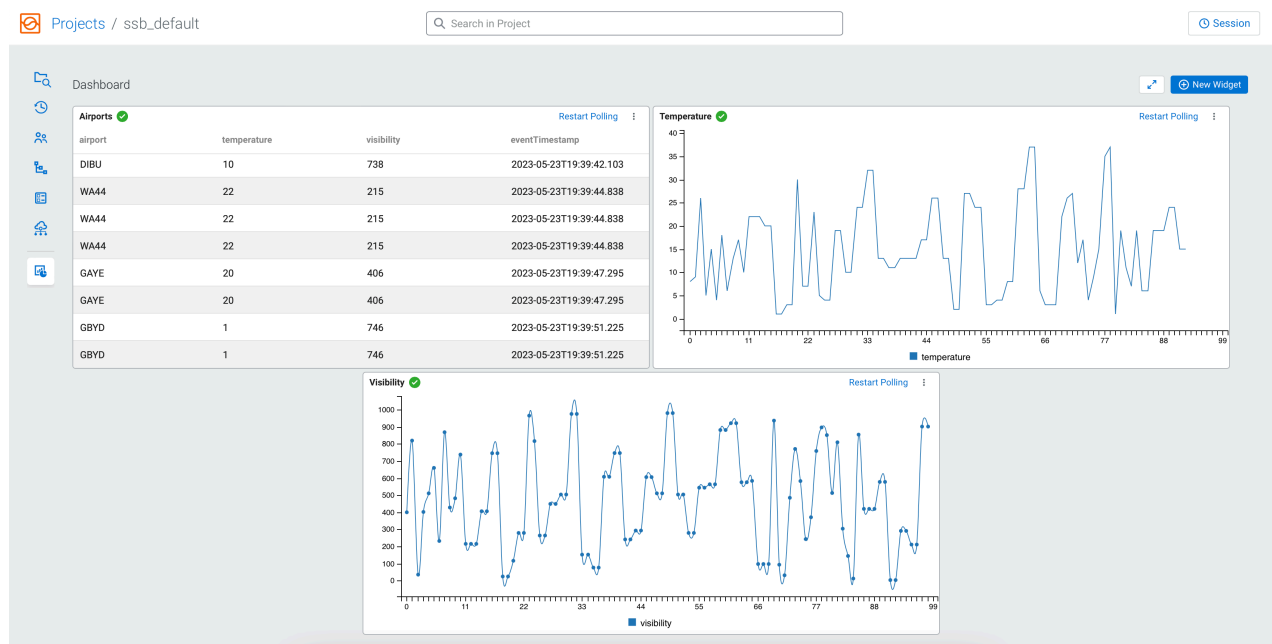 Projects / ssb_default
Search in Project
Session
Dashboard
New Widget
Airports
Restart Polling
airport temperature visibility eventTimestamp
DIBU 10 738 2023-05-23T19:39:42.103
WA44 22 215 2023-05-23T19:39:44.838
WA44 22 215 2023-05-23T19:39:44.838
WA44 22 215 2023-05-23T19:39:44.838
GAYE 20 406 2023-05-23T19:39:47.295
GAYE 20 406 2023-05-23T19:39:47.295
GBYD 1 746 2023-05-23T19:39:51.225
GBYD 1 746 2023-05-23T19:39:51.225
Temperature
Restart Polling
40
35
30
25
20
15
10
5
0
0 11 22 33 44 55 66 77 88 99
temperature
Visibility
Restart Polling
1000
900
800
700
600
500
400
300
200
100
0
0 11 22 33 44 55 66 77 88 99
visibility